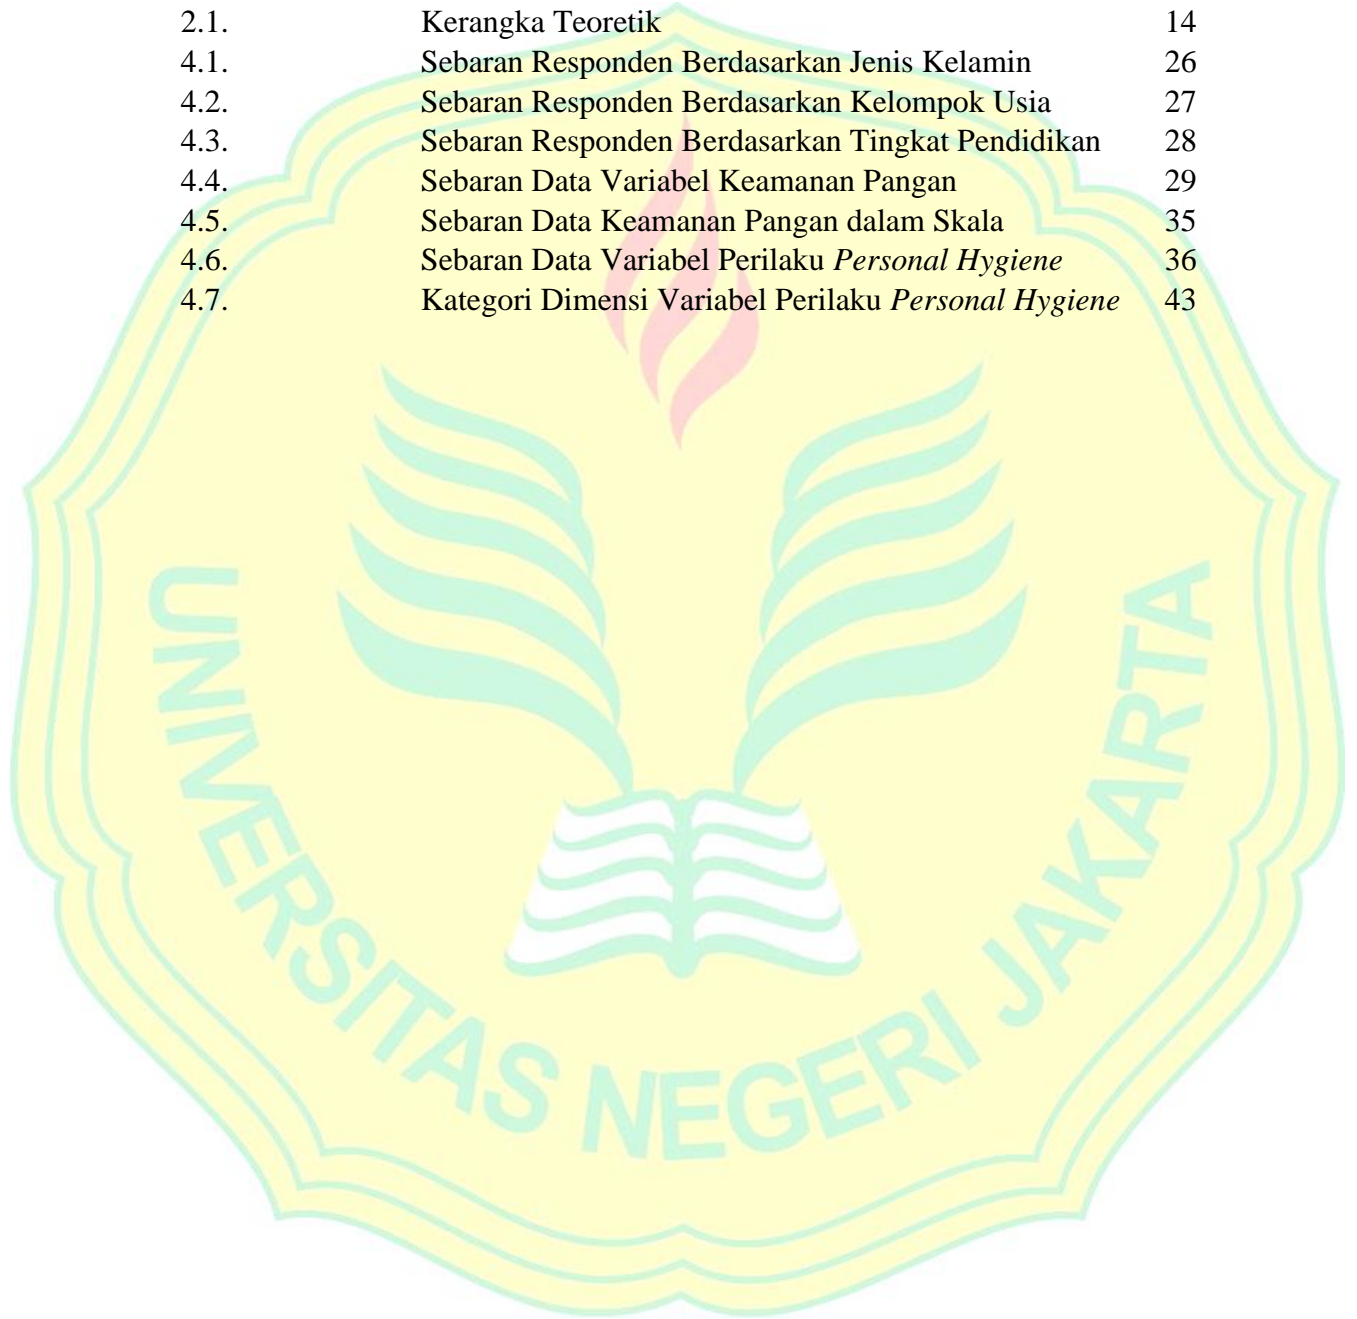 2.1. Kerangka Teoretik 14
4.1. Sebaran Responden Berdasarkan Jenis Kelamin 26
4.2. Sebaran Responden Berdasarkan Kelompok Usia 27
4.3. Sebaran Responden Berdasarkan Tingkat Pendidikan 28
4.4. Sebaran Data Variabel Keamanan Pangan 29
4.5. Sebaran Data Keamanan Pangan dalam Skala 35
4.6. Sebaran Data Variabel Perilaku Personal Hygiene 36
4.7. Kategori Dimensi Variabel Perilaku Personal Hygiene 43
UNIVERSITAS NEGERI JAKARTA